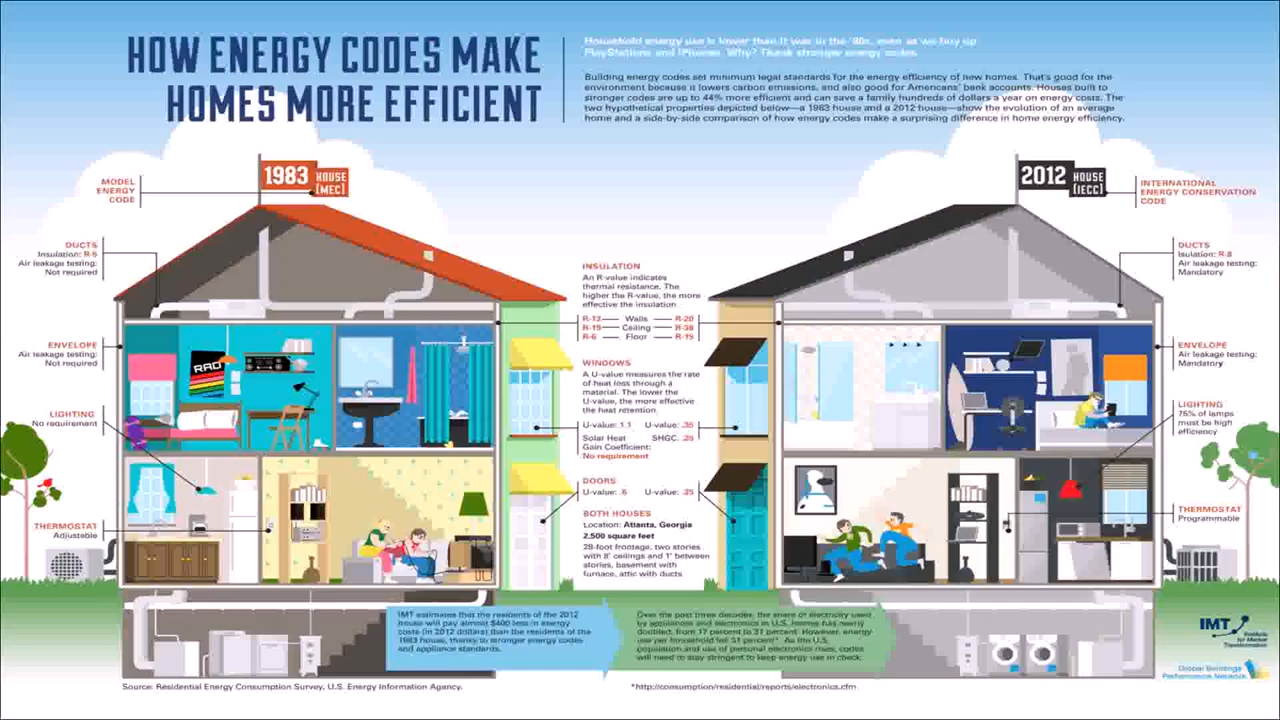 HOW ENERGY CODES MAKE
HOMES MORE EFFICIENT
Household energy use is lower than it was in the '80s, even as we buy up
PlayStations and iPhones. Why? Thank stronger energy codes.
Building energy codes set minimum legal standards for the energy efficiency of new homes. That's good for the
environment because it lowers carbon emissions, and also good for Americans' bank accounts. Houses built to
stronger codes are up to 44% more efficient and can save a family hundreds of dollars a year on energy costs. The
two hypothetical properties depicted below—a 1983 house and a 2012 house—show the evolution of an average
home and a side-by-side comparison of how energy codes make a surprising difference in home energy efficiency.
1983 HOUSE
[MEC]
MODEL
ENERGY
CODE
DUCTS
Insulation: R-6
Air leakage testing:
Not required
ENVELOPE
Air leakage testing:
Not required
LIGHTING
No requirement
THERMOSTAT
Adjustable
RAD
INSULATION
An R-value indicates
thermal resistance. The
higher the R-value, the more
effective the insulation
R-13 Walls R-20
R-19 Ceiling R-38
R-6 Floor R-19
WINDOWS
A U-value measures the rate
of heat loss through a
material. The lower the
U-value, the more effective
the heat retention.
U-value: 1.1 U-value: .35
Solar Heat SHGC: .25
Gain Coefficient:
No requirement
DOORS
U-value: .6 U-value: .35
BOTH HOUSES
Location: Atlanta, Georgia
2,500 square feet
28-foot frontage, two stories
with 8' ceilings and 1' between
stories, basement with
furnace, attic with ducts
2012 HOUSE
[IECC]
INTERNATIONAL
ENERGY CONSERVATION
CODE
DUCTS
Isulation: R-8
Air leakage testing:
Mandatory
ENVELOPE
Air leakage testing:
Mandatory
LIGHTING
75% of lamps
must be high
efficiency
THERMOSTAT
Programmable
IMT estimates that the residents of the 2012
house will pay almost $400 less in energy
costs (in 2012 dollars) than the residents of the
1983 house, thanks to stronger energy codes
and appliance standards.
Over the past three decades, the share of electricity used
by appliances and electronics in U.S. homes has nearly
doubled, from 17 percent to 31 percent. However, energy
use per household fell 31 percent* As the U.S.
population and use of personal electronics rises, codes
will need to stay stringent to keep energy use in check.
IMT
Institute
for Market
Transformation
Global Buildings
Performance Network
Source: Residential Energy Consumption Survey, U.S. Energy Information Agency.
*http://consumption/residential/reports/electronics.cfm